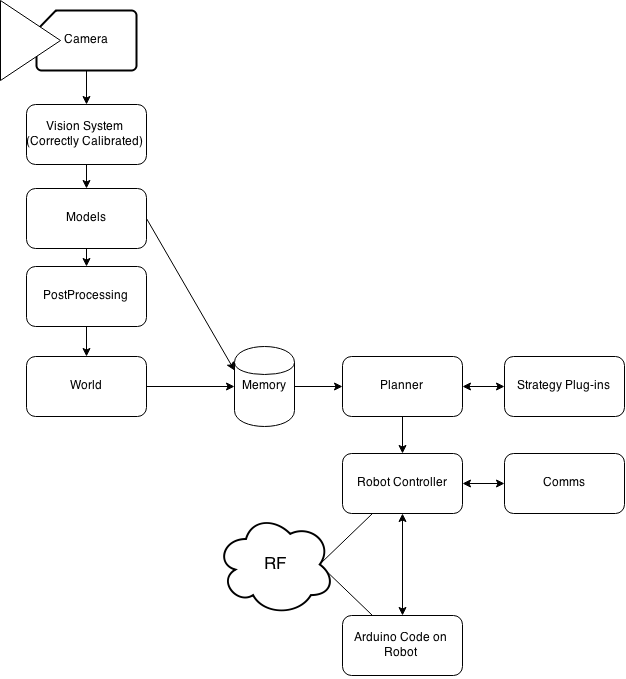 Camera
Vision System
(Correctly Calibrated)
Models
PostProcessing
World
Memory
Planner
Strategy Plug-ins
Robot Controller
Comms
RF
Arduino Code on
Robot